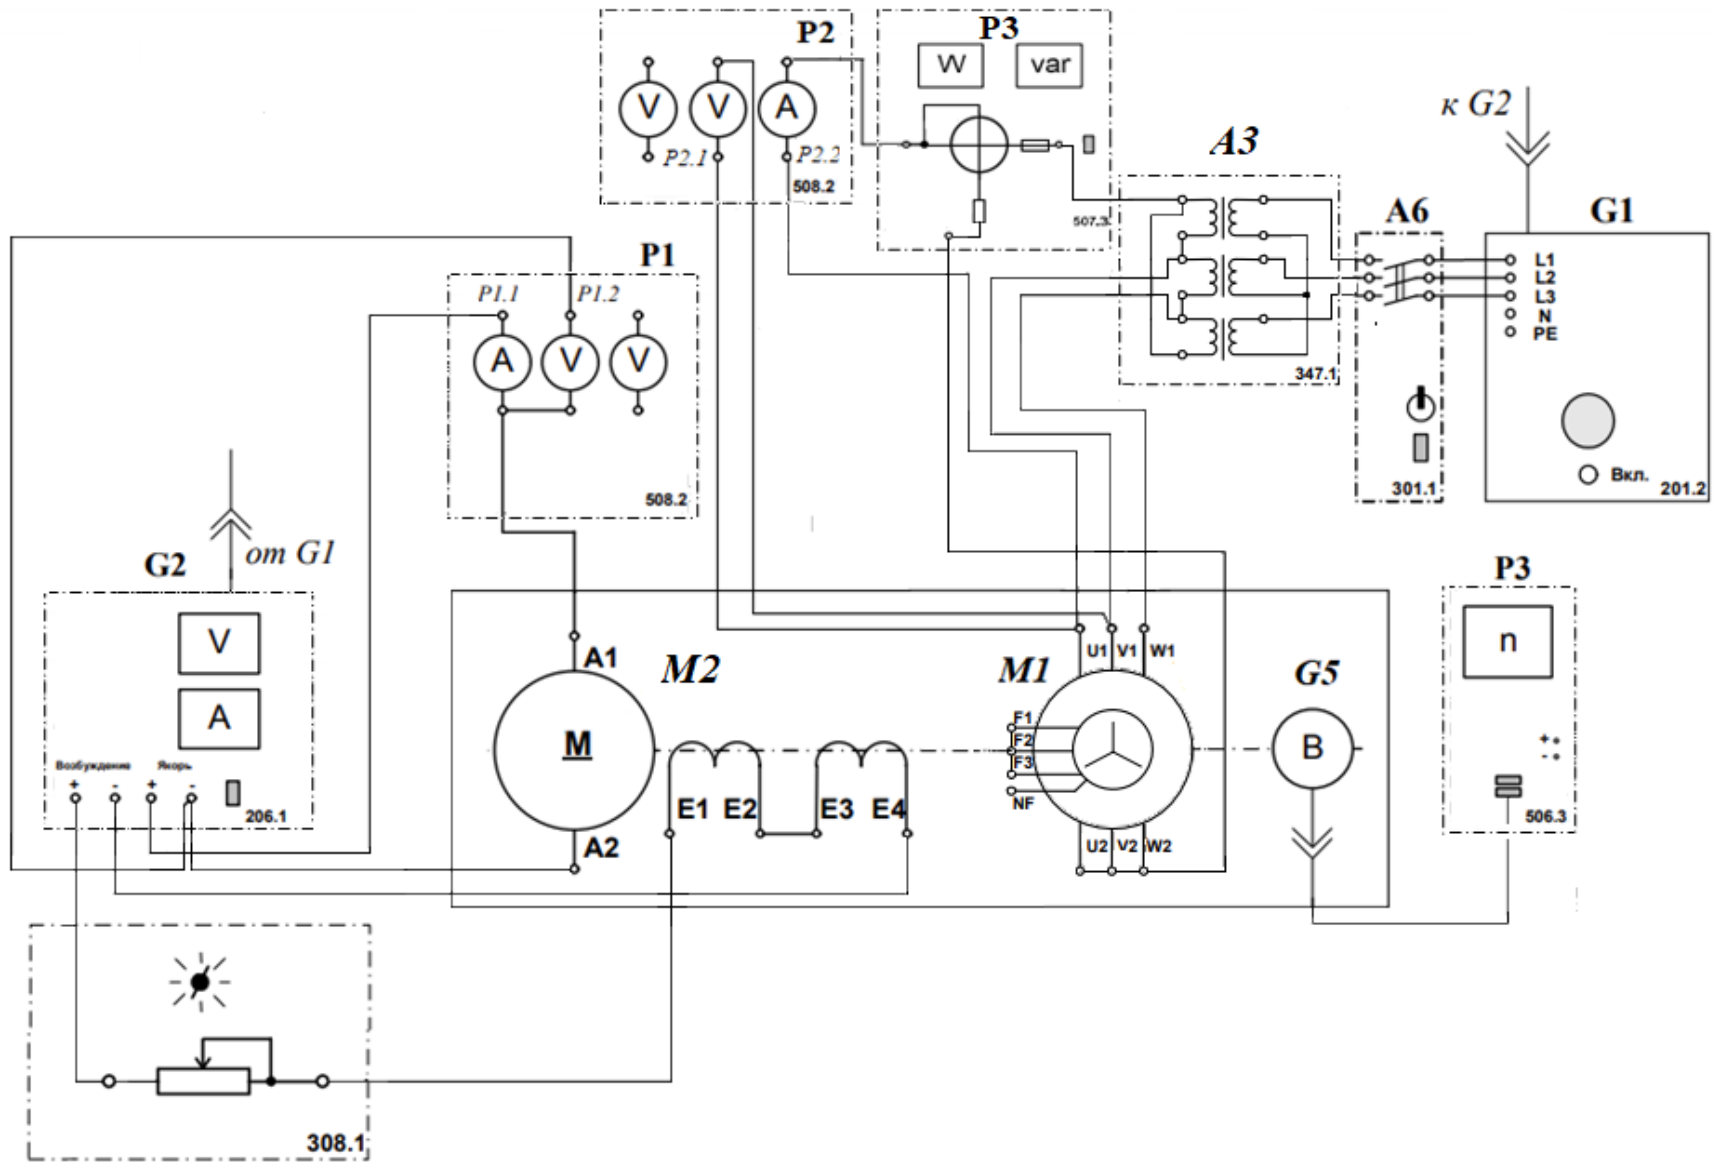 P2
V
V
A
P2.1
P2.2
508.2
P3
W
var
507.3
A3
347.1
A6
301.1
к G2
G1
L1
L2
L3
N
PE
Вкл.
201.2
P1
P1.1
P1.2
A
V
V
508.2
G2
от G1
V
A
Возбуждение
Якорь
+
-
+
-
206.1
A1
M2
M
A2
E1
E2
E3
E4
M1
U1
V1
W1
F1
F2
F3
NF
U2
V2
W2
G5
B
P3
n
+
-
506.3
308.1